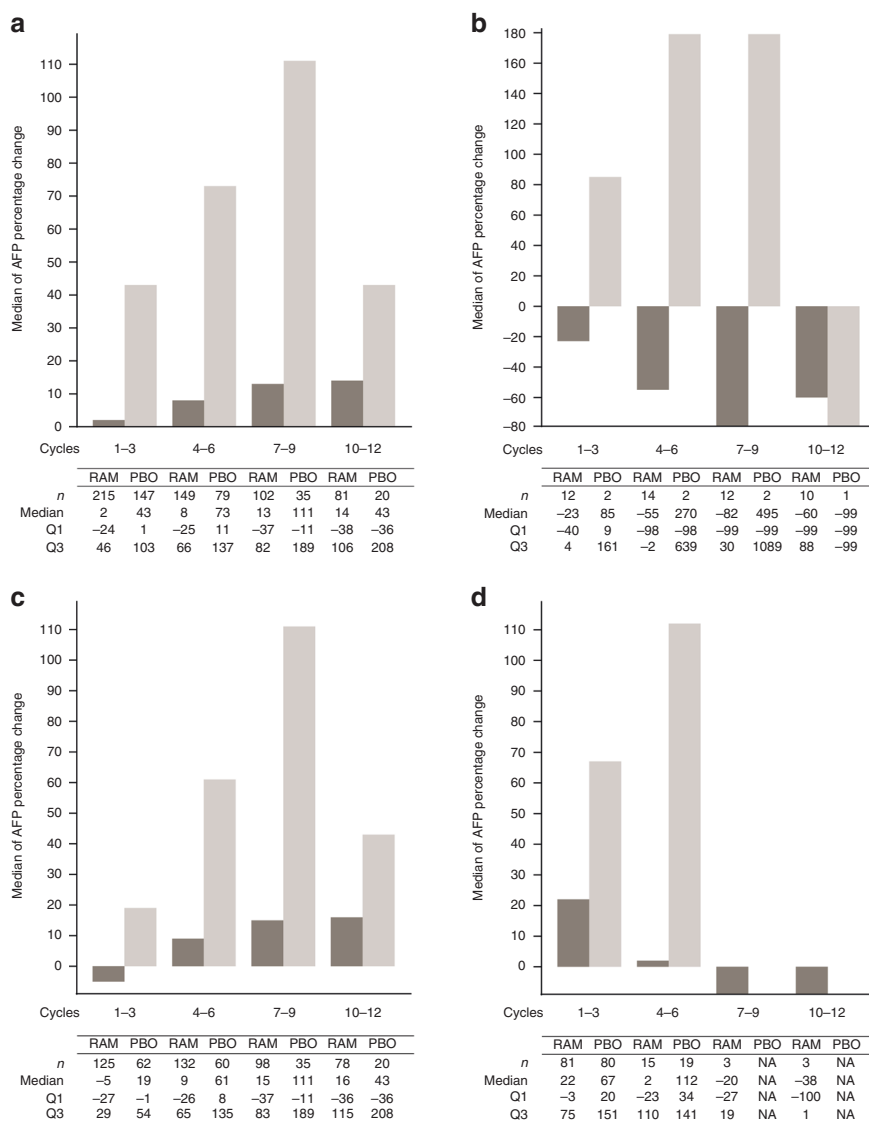 a
Median of AFP percentage change
110
100
90
80
70
60
50
40
30
20
10
0
Cycles 1–3 4–6 7–9 10–12
RAM PBO RAM PBO RAM PBO RAM PBO
n 215 147 149 79 102 35 81 20
Median 2 43 8 73 13 111 14 43
Q1 –24 1 –25 11 –37 –11 –38 –36
Q3 46 103 66 137 82 189 106 208
b
Median of AFP percentage change
180
160
140
120
100
80
60
40
20
0
–20
–40
–60
–80
Cycles 1–3 4–6 7–9 10–12
RAM PBO RAM PBO RAM PBO RAM PBO
n 12 2 14 2 12 2 10 1
Median –23 85 –55 270 –82 495 –60 –99
Q1 –40 9 –98 –98 –99 –99 –99 –99
Q3 4 161 –2 639 30 1089 88 –99
c
Median of AFP percentage change
110
100
90
80
70
60
50
40
30
20
10
0
Cycles 1–3 4–6 7–9 10–12
RAM PBO RAM PBO RAM PBO RAM PBO
n 125 62 132 60 98 35 78 20
Median –5 19 9 61 15 111 16 43
Q1 –27 –1 –26 8 –37 –11 –36 –36
Q3 29 54 65 135 83 189 115 208
d
Median of AFP percentage change
110
100
90
80
70
60
50
40
30
20
10
0
Cycles 1–3 4–6 7–9 10–12
RAM PBO RAM PBO RAM PBO RAM PBO
n 81 80 15 19 3 NA 3 NA
Median 22 67 2 112 –20 NA –38 NA
Q1 –3 20 –23 34 –27 NA –100 NA
Q3 75 151 110 141 19 NA 1 NA